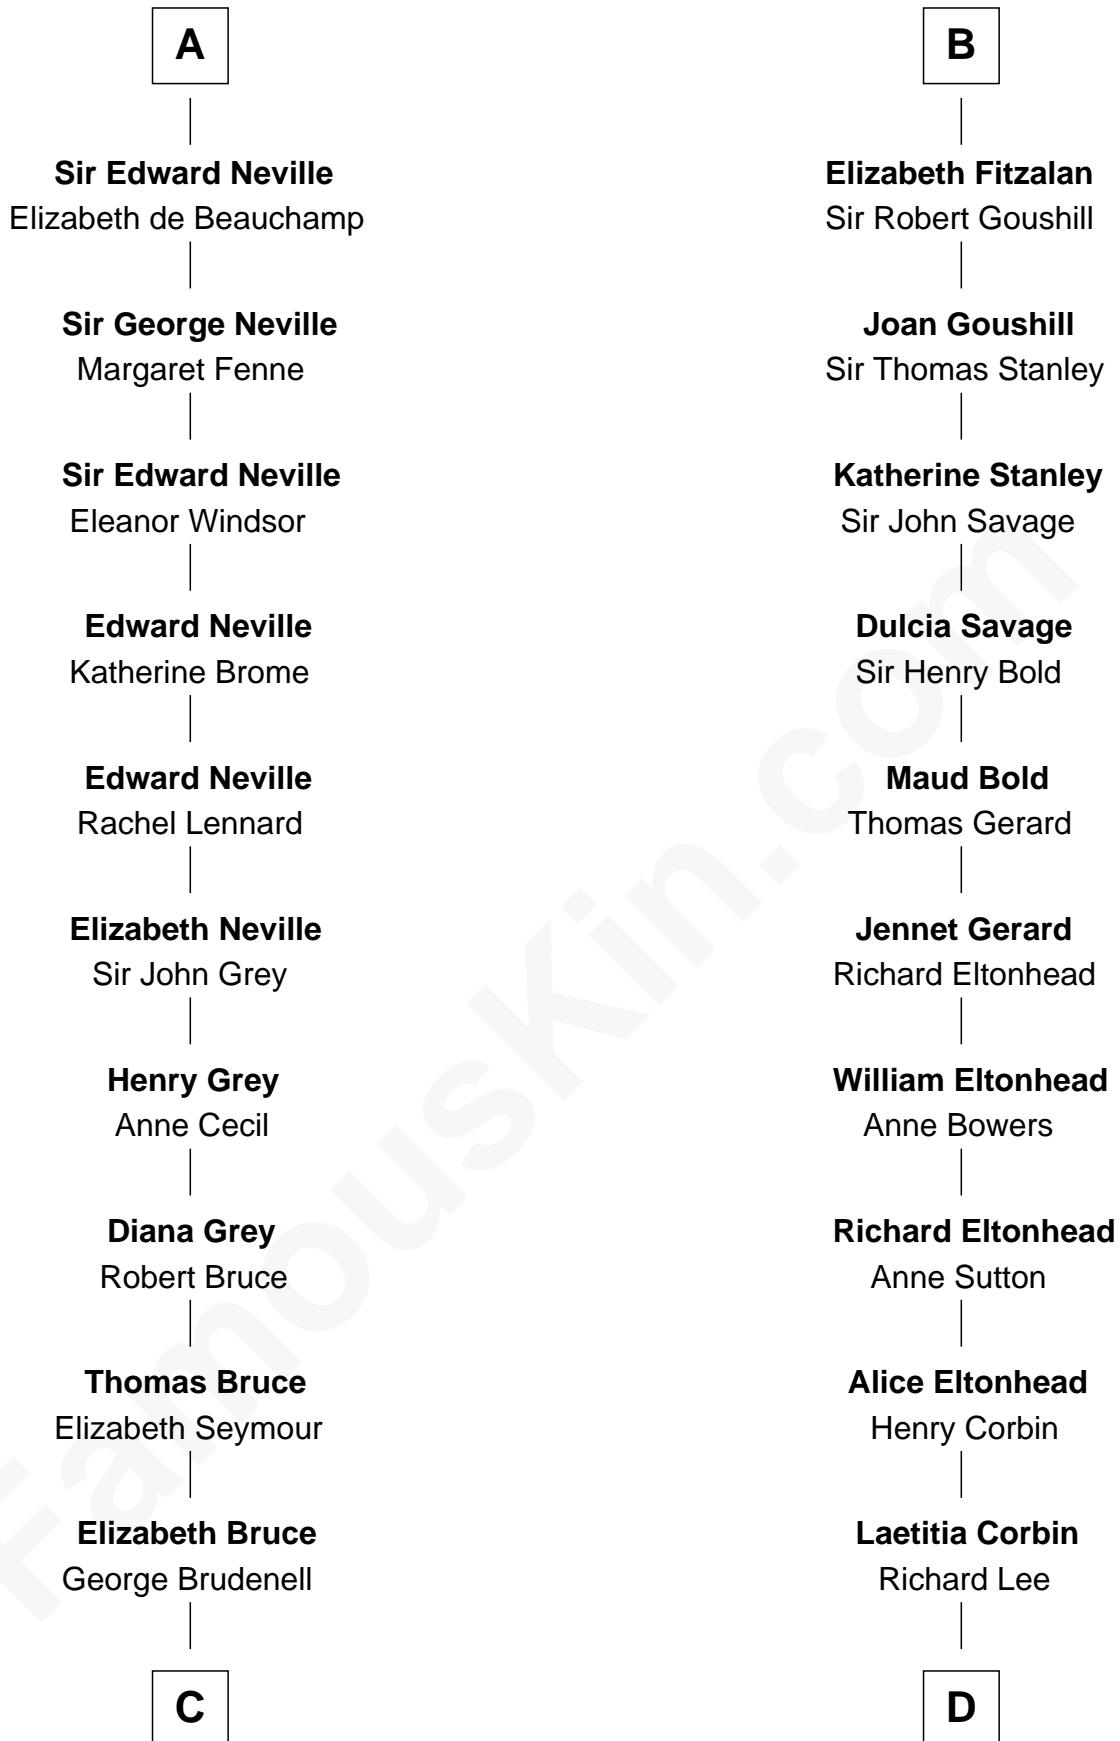 A
Sir Edward Neville
Elizabeth de Beauchamp
Sir George Neville
Margaret Fenne
Sir Edward Neville
Eleanor Windsor
Edward Neville
Katherine Brome
Edward Neville
Rachel Lennard
Elizabeth Neville
Sir John Grey
Henry Grey
Anne Cecil
Diana Grey
Robert Bruce
Thomas Bruce
Elizabeth Seymour
Elizabeth Bruce
George Brudenell
C
B
Elizabeth Fitzalan
Sir Robert Goushill
Joan Goushill
Sir Thomas Stanley
Katherine Stanley
Sir John Savage
Dulcia Savage
Sir Henry Bold
Maud Bold
Thomas Gerard
Jennet Gerard
Richard Eltonhead
William Eltonhead
Anne Bowers
Richard Eltonhead
Anne Sutton
Alice Eltonhead
Henry Corbin
Laetitia Corbin
Richard Lee
D
FamousKin.com